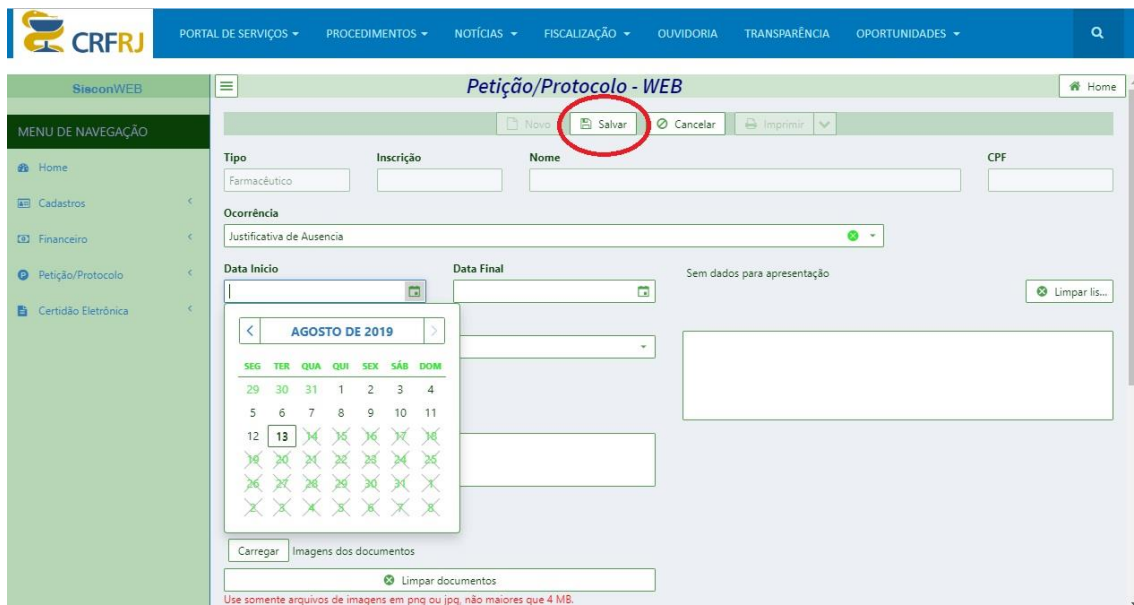 CRFRJ
PORTAL DE SERVIÇOS PROCEDIMENTOS NOTÍCIAS FISCALIZAÇÃO OUVIDORIA TRANSPARÊNCIA OPORTUNIDADES
SisconWEB
Petição/Protocolo - WEB
Home
MENU DE NAVEGAÇÃO
Home
Cadastros
Financeiro
Petição/Protocolo
Certidão Eletrônica
Novo Salvar Cancelar Imprimir
Tipo Inscrição Nome CPF
Farmacêutico
Ocorrência
Justificativa de Ausencia
Data Inicio Data Final
Sem dados para apresentação
Limpar lis...
AGOSTO DE 2019
SEG TER QUA QUI SEX SÁB DOM
29 30 31 1 2 3 4
5 6 7 8 9 10 11
12 13 14 15 16 17 18
19 20 21 22 23 24 25
26 27 28 29 30 31 1
2 3 4 5 6 7 8
Carregar Imagens dos documentos
Limpar documentos
Use somente arquivos de imagens em png ou jpg, não maiores que 4 MB.